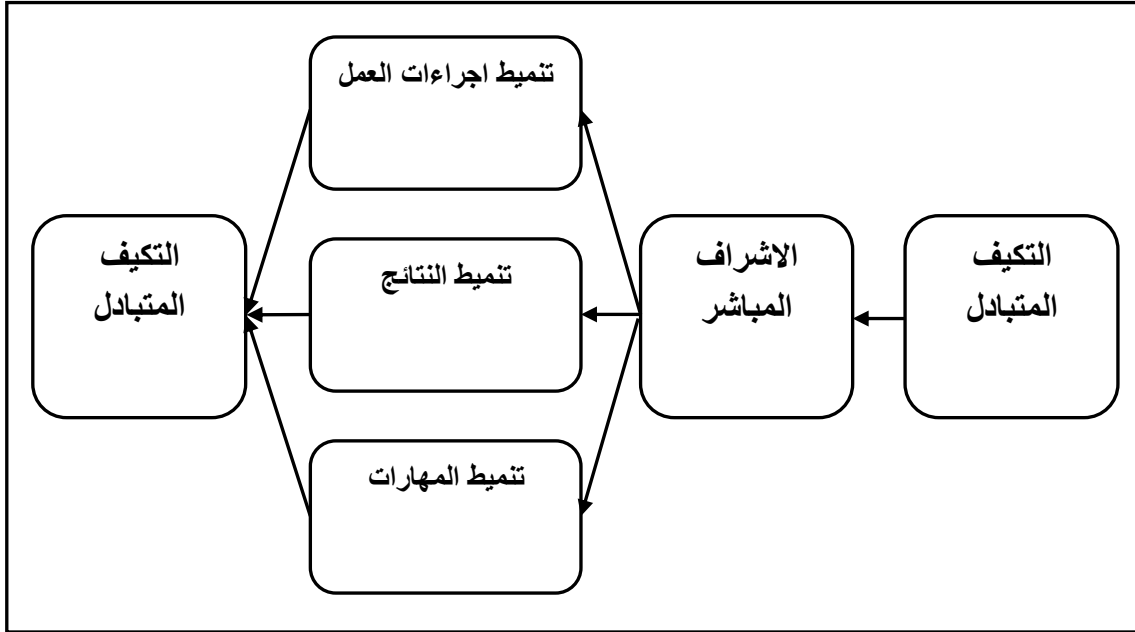 تنميط اجراءات العمل
التكيف
المتبادل
الاشراف
المباشر
تنميط النتائج
التكيف
المتبادل
تنميط المهارات